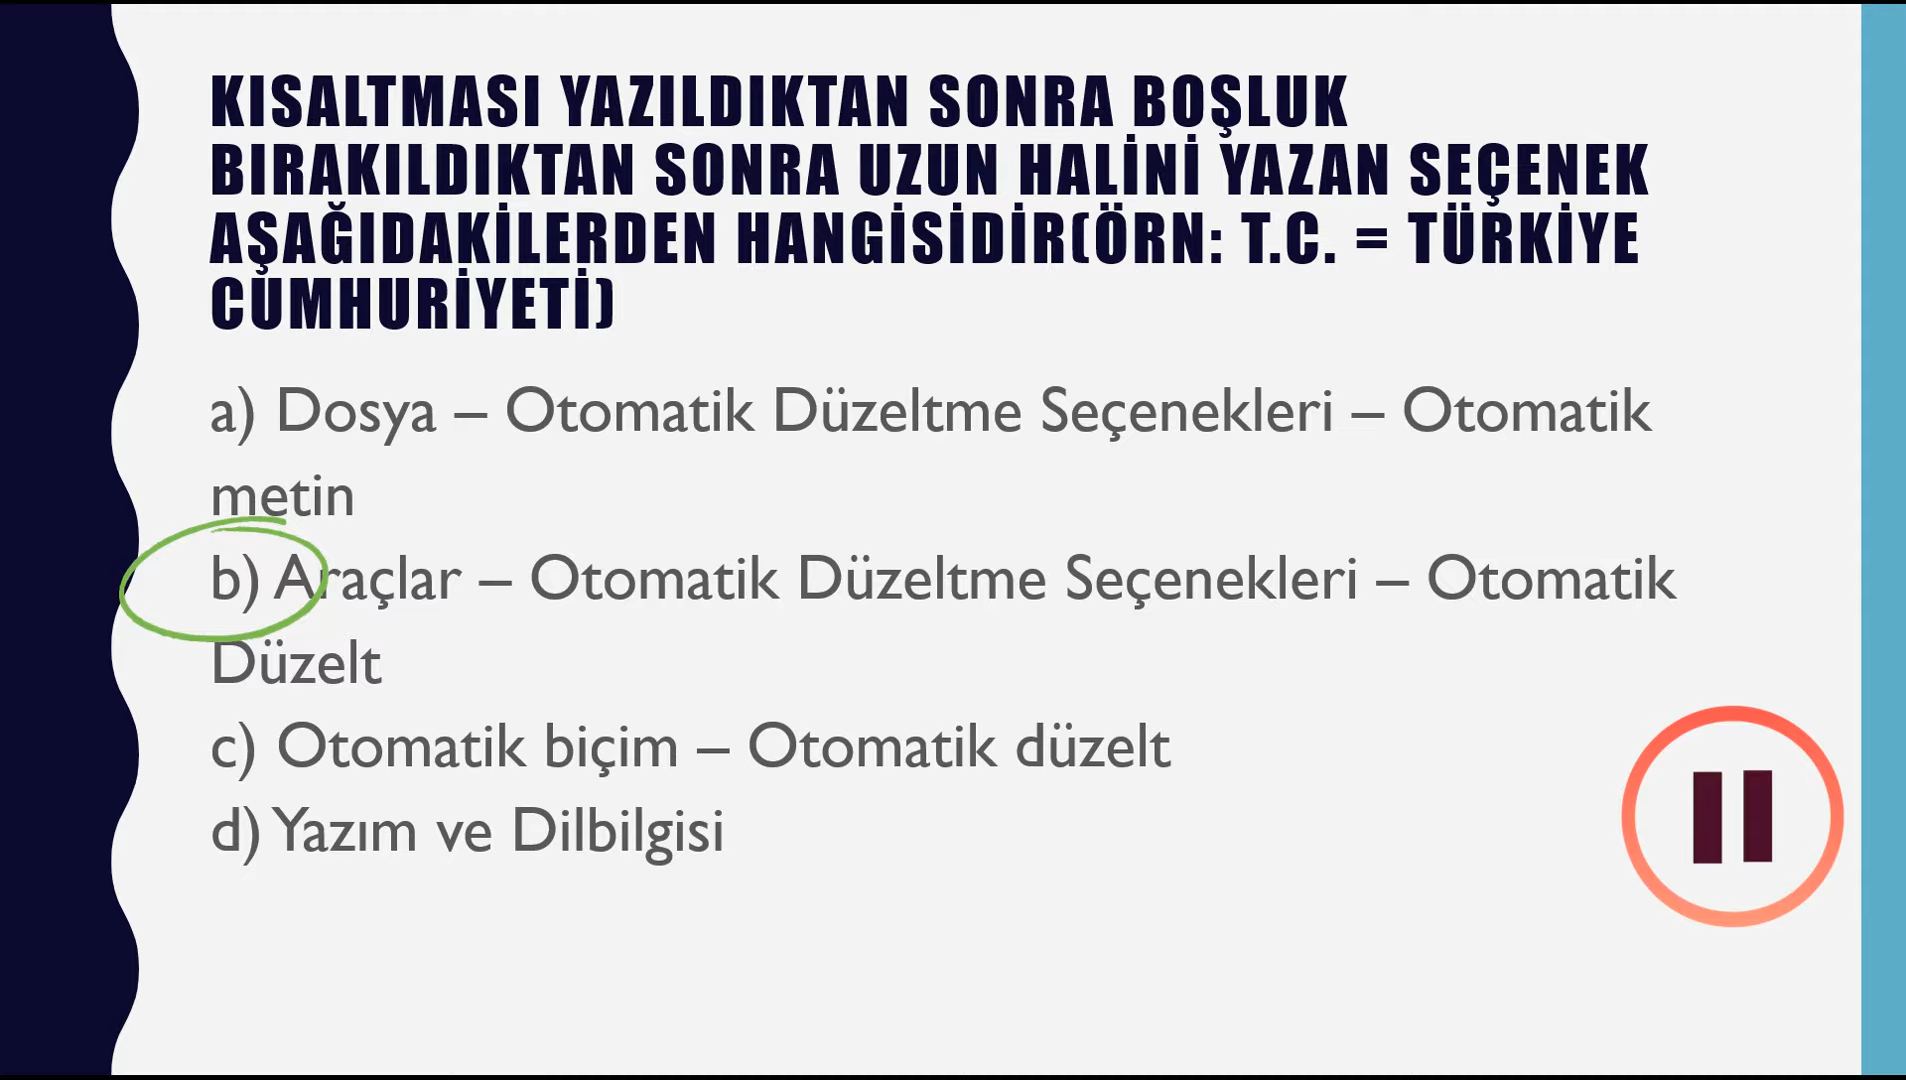 KISALTMASI YAZILDIKTAN SONRA BOŞLUK
BIRAKILDIKTAN SONRA UZUN HALİNİ YAZAN SEÇENEK
AŞAĞIDAKİLERDEN HANGİSİDİR(ÖRN: T.C. = TÜRKİYE
CUMHURİYETİ)
a) Dosya – Otomatik Düzeltme Seçenekleri – Otomatik
metin
b) Araçlar – Otomatik Düzeltme Seçenekleri – Otomatik
Düzelt
c) Otomatik biçim – Otomatik düzelt
d) Yazım ve Dilbilgisi